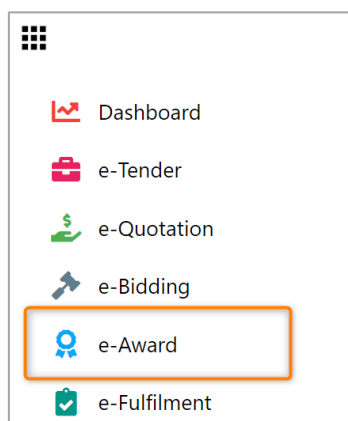 Dashboard
e-Tender
e-Quotation
e-Bidding
e-Award
e-Fulfilment